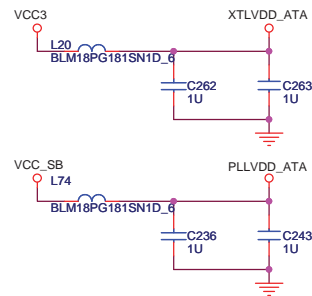 VCC3
XTLVDD_ATA
L20
BLM18PG181SN1D_6
C262
1U
C263
1U
VCC_SB
PLLVDD_ATA
L74
BLM18PG181SN1D_6
C236
1U
C243
1U